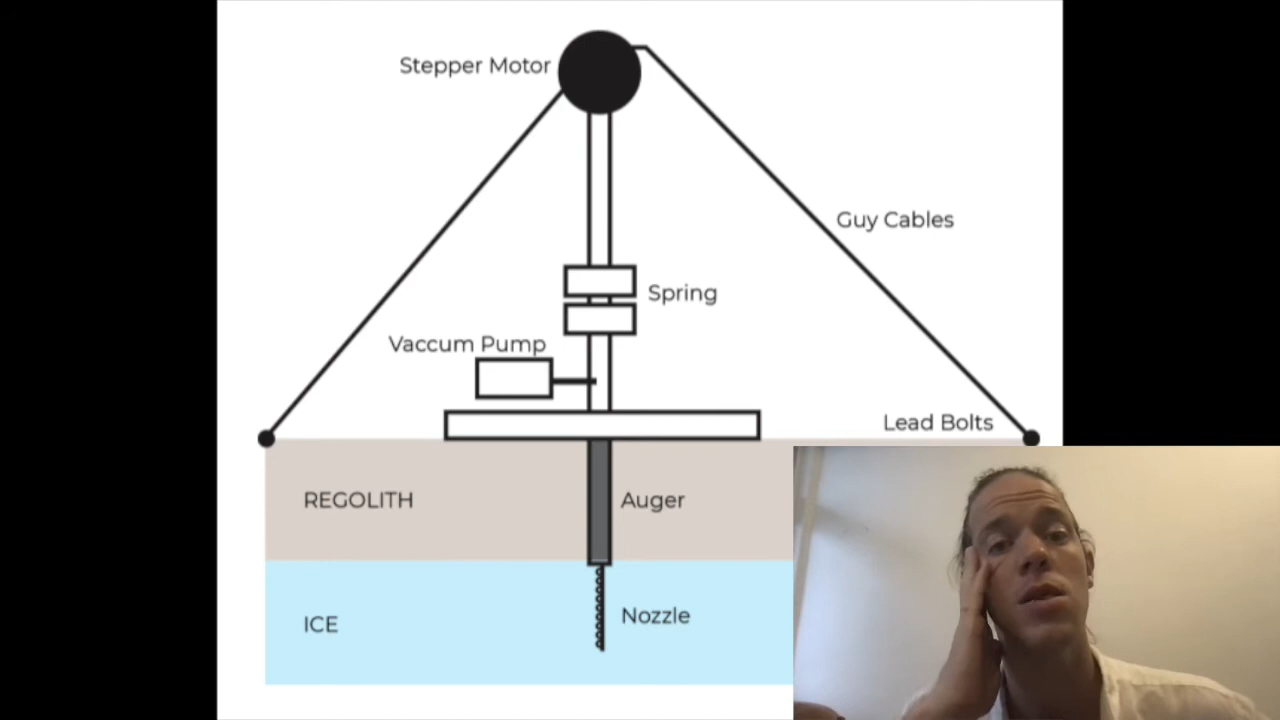 Stepper Motor
Guy Cables
Spring
Vaccum Pump
Lead Bolts
REGOLITH
Auger
ICE
Nozzle